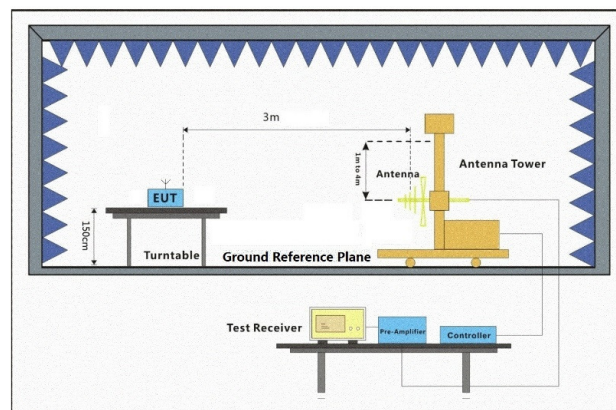 3m
1m to 4m
Antenna
Antenna Tower
EUT
150cm
Turntable
Ground Reference Plane
Test Receiver
Pre-Amplifier
Controller